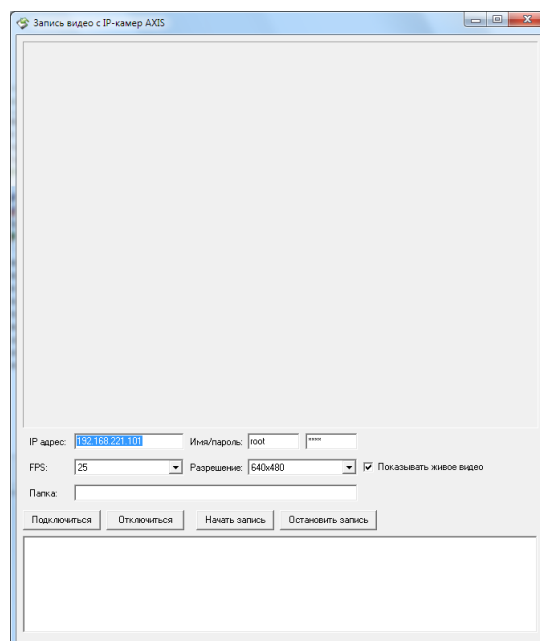 Запись видео с IP-камер AXIS
IP адрес: 192.168.221.101 Имя/пароль: root ****
FPS: 25 Разрешение: 640x480 Показывать живое видео
Папка:
Подключиться Отключиться Начать запись Остановить запись